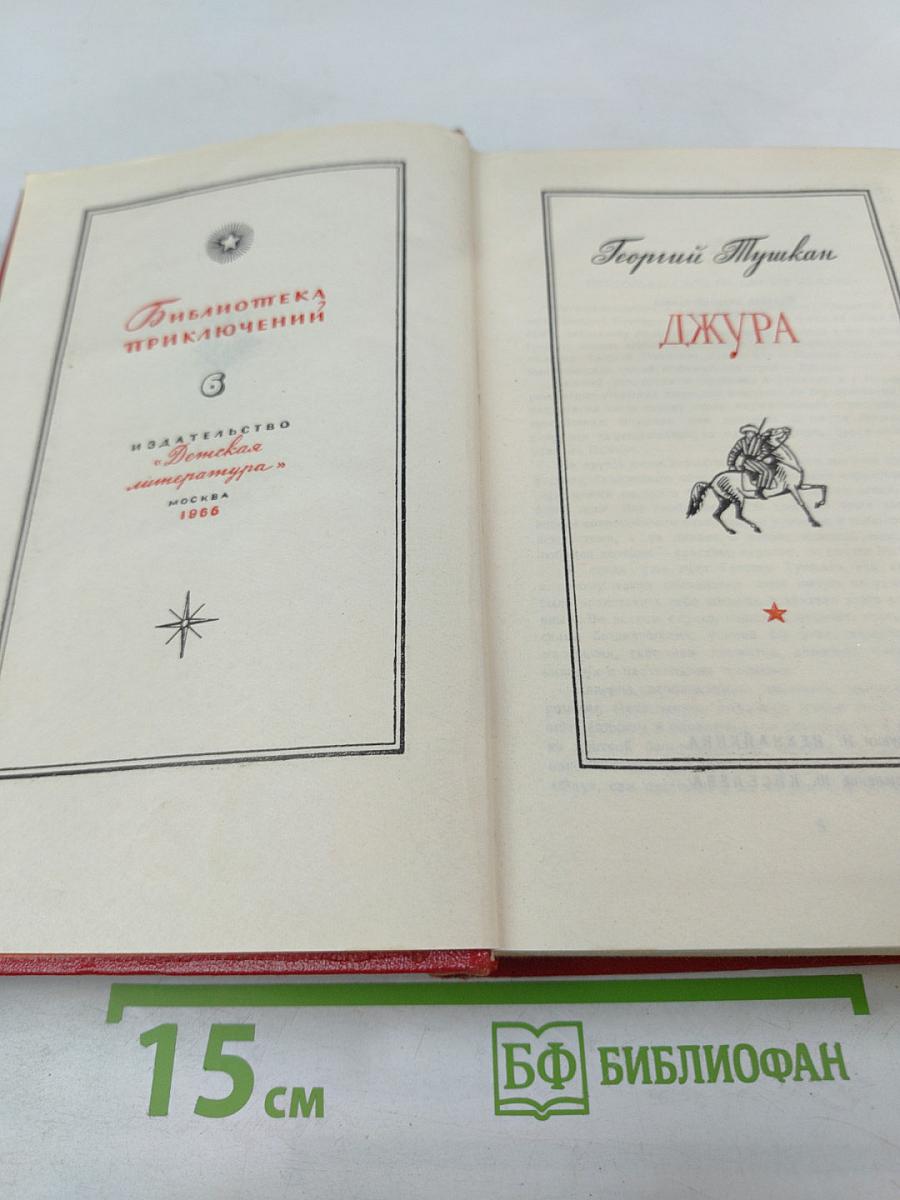 Библиотека
приключений
6
ИЗДАТЕЛЬСТВО
«Детская
литература»
МОСКВА
1966
Георгий Тушкан
ДЖУРА
15 см
БФ БИБЛИОФАН